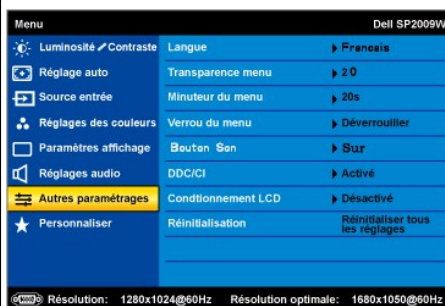 Menu Dell SP2009W
Luminosité / Contraste Langue Francais
Réglage auto Transparence menu 20
Source entrée Minuteur du menu 20s
Réglages des couleurs Verrou du menu Déverrouiller
Paramètres affichage Bouton Son Sur
Réglages audio DDC/CI Activé
Autres paramétrages Condtionnement LCD Désactivé
Personnaliser Réinitialisation Réinitialiser tous
les réglages
Résolution: 1280x1024@60Hz Résolution optimale: 1680x1050@60Hz